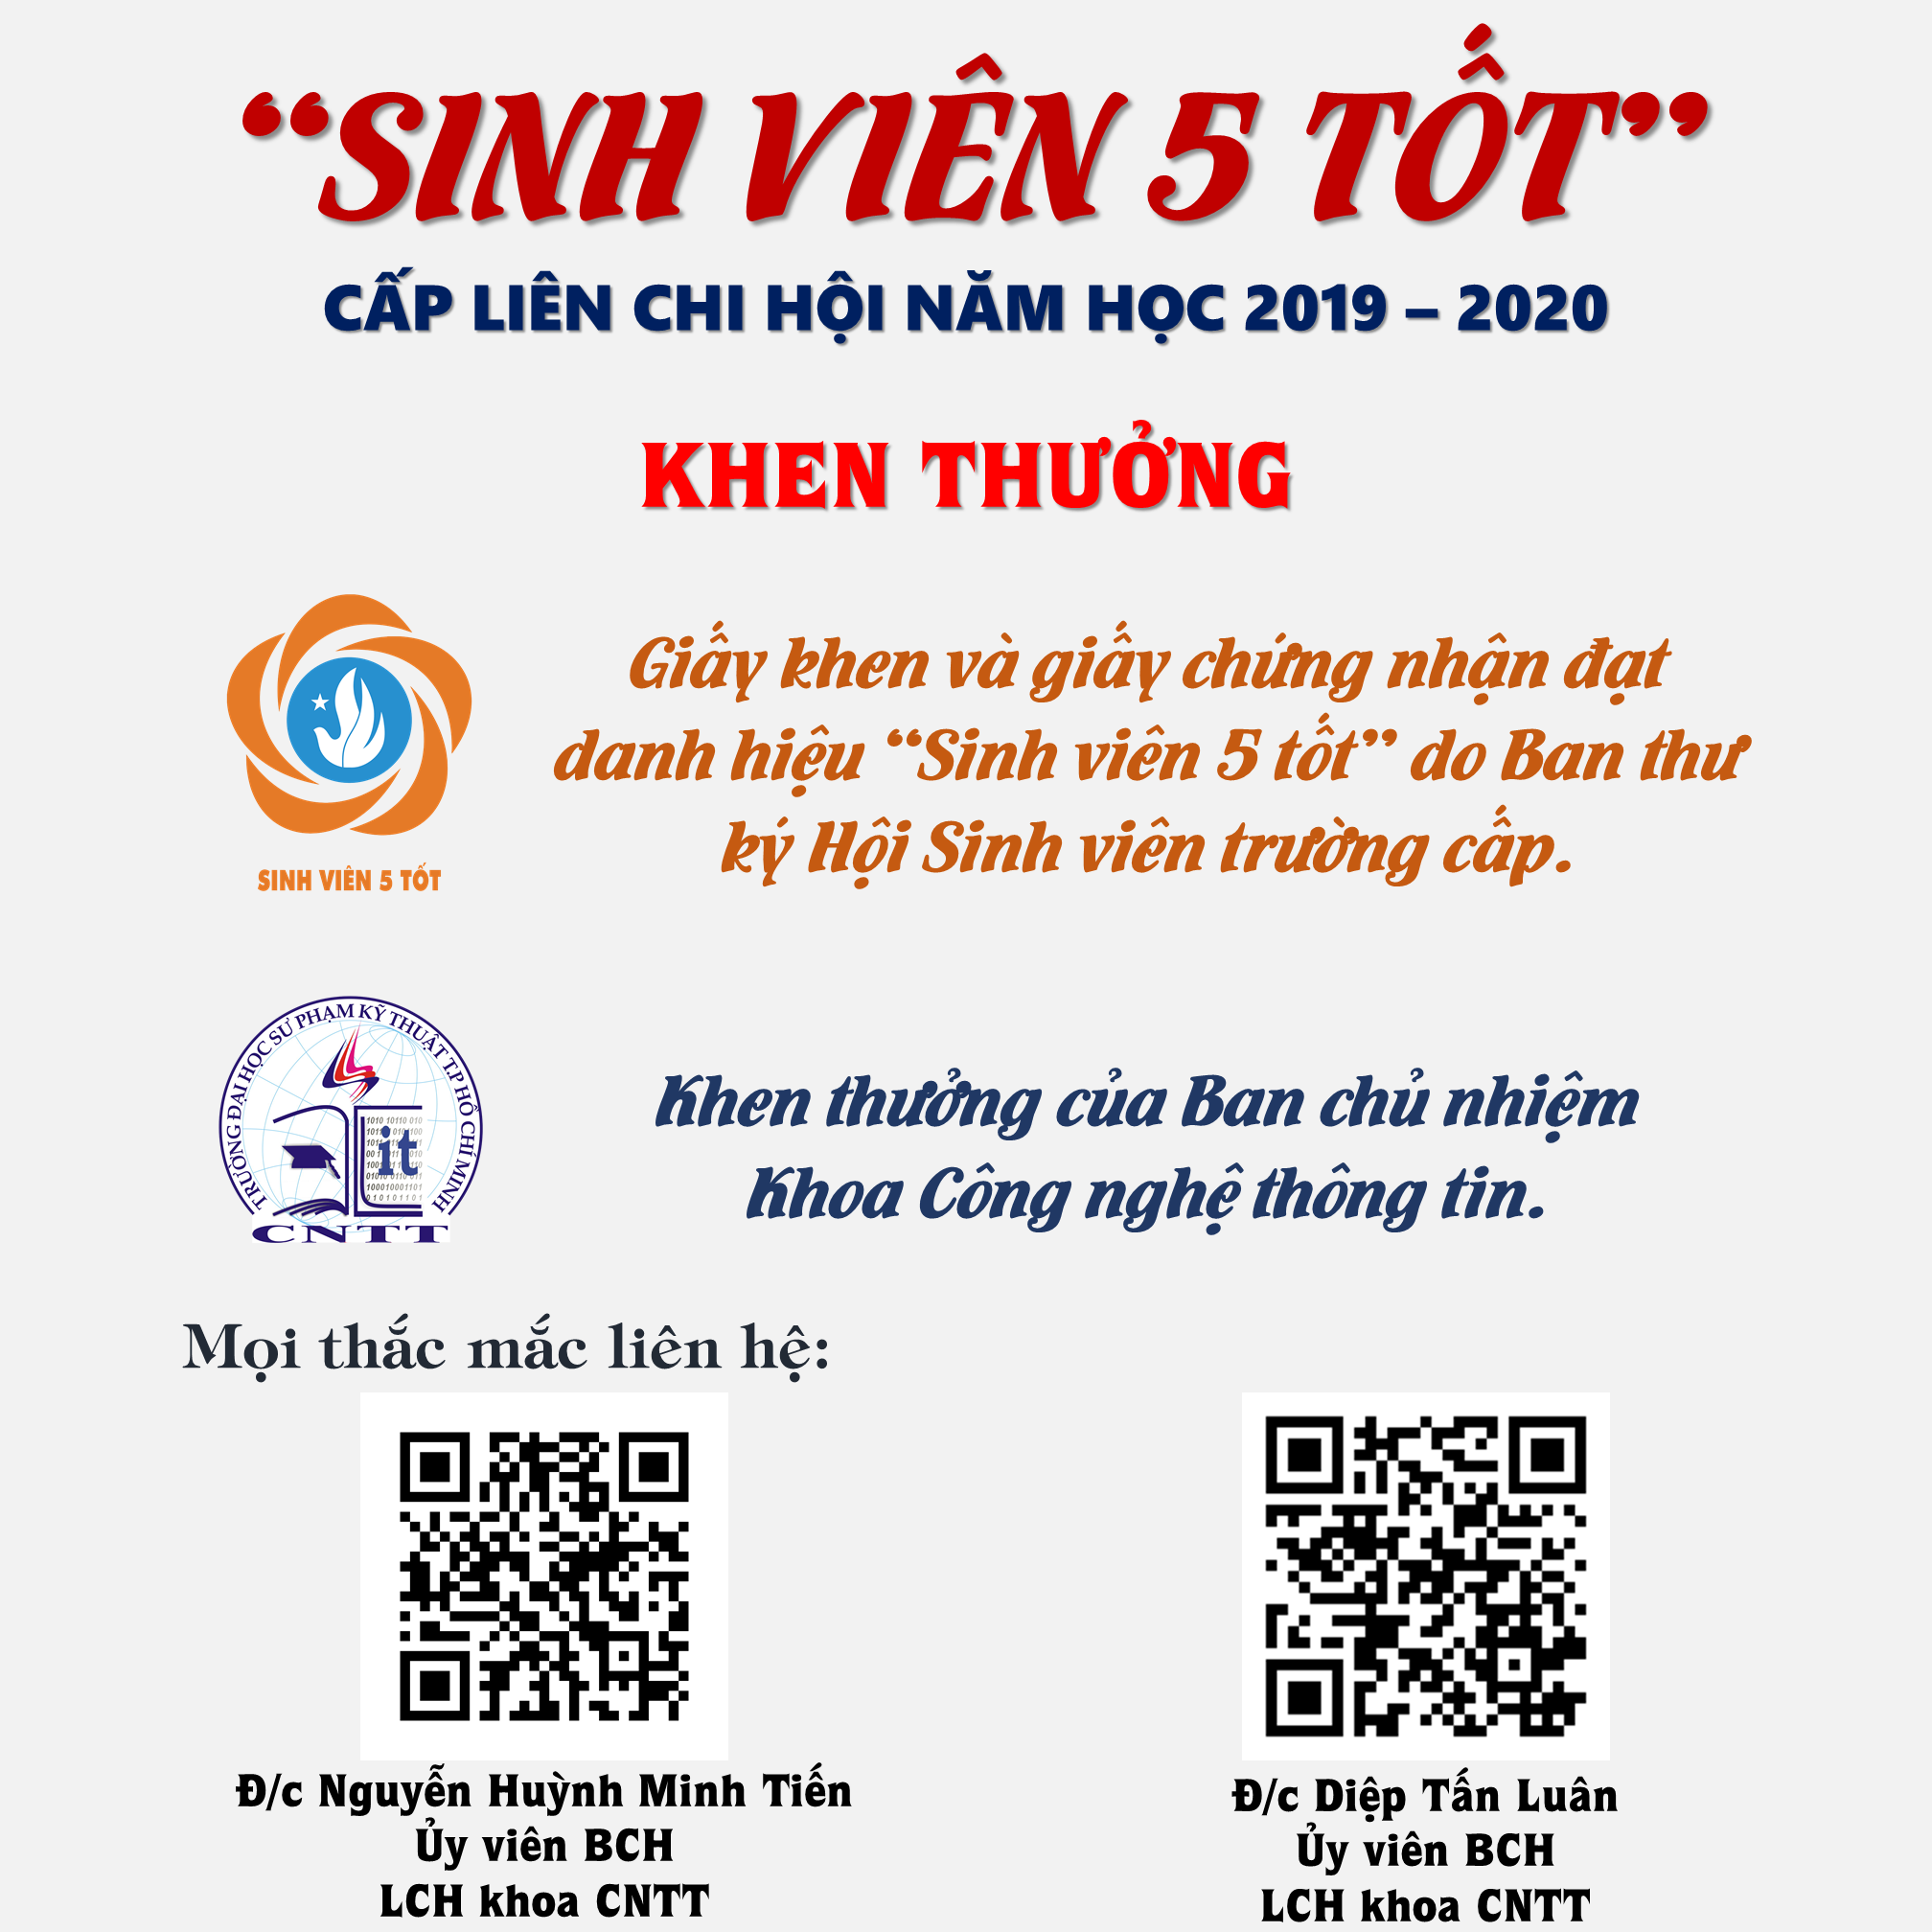 “SINH VIÊN 5 TỐT”
CẤP LIÊN CHI HỘI NĂM HỌC 2019 – 2020
KHEN THƯỞNG
Giấy khen và giấy chứng nhận đạt
danh hiệu “Sinh viên 5 tốt” do Ban thư
ký Hội Sinh viên trường cấp.
SINH VIÊN 5 TỐT
TRƯỜNG ĐẠI HỌC SƯ PHẠM KỸ THUẬT T.P HỒ CHÍ MINH
it
CNTT
Khen thưởng của Ban chủ nhiệm
Khoa Công nghệ thông tin.
Mọi thắc mắc liên hệ:
Đ/c Nguyễn Huỳnh Minh Tiến
Ủy viên BCH
LCH khoa CNTT
Đ/c Diệp Tấn Luân
Ủy viên BCH
LCH khoa CNTT